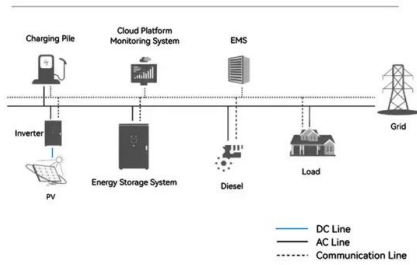 Cloud Platform
Charging Pile
Monitoring System
EMS
Grid
Inverter
PV
Energy Storage System
Diesel
Load
DC Line
AC Line
Communication Line